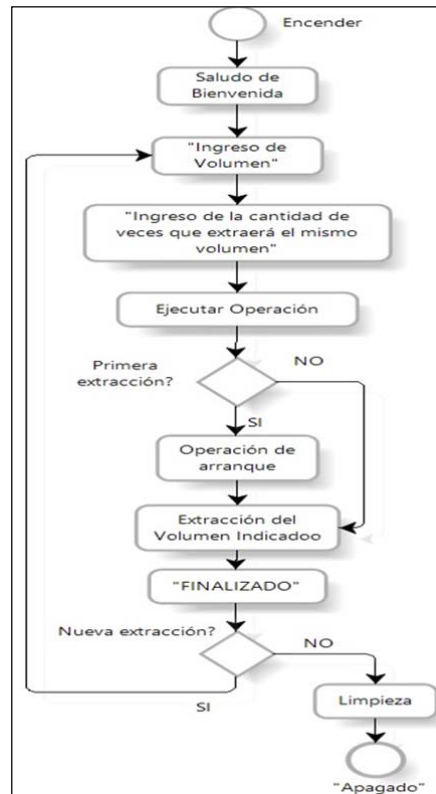 Encender
Saludo de
Bienvenida
"Ingreso de
Volumen"
"Ingreso de la cantidad de
veces que extraerá el mismo
volumen"
Ejecutar Operación
Primera
extracción?
NO
SI
Operación de
arranque
Extracción del
Volumen Indicadoo
"FINALIZADO"
Nueva extracción?
NO
SI
Limpieza
"Apagado"